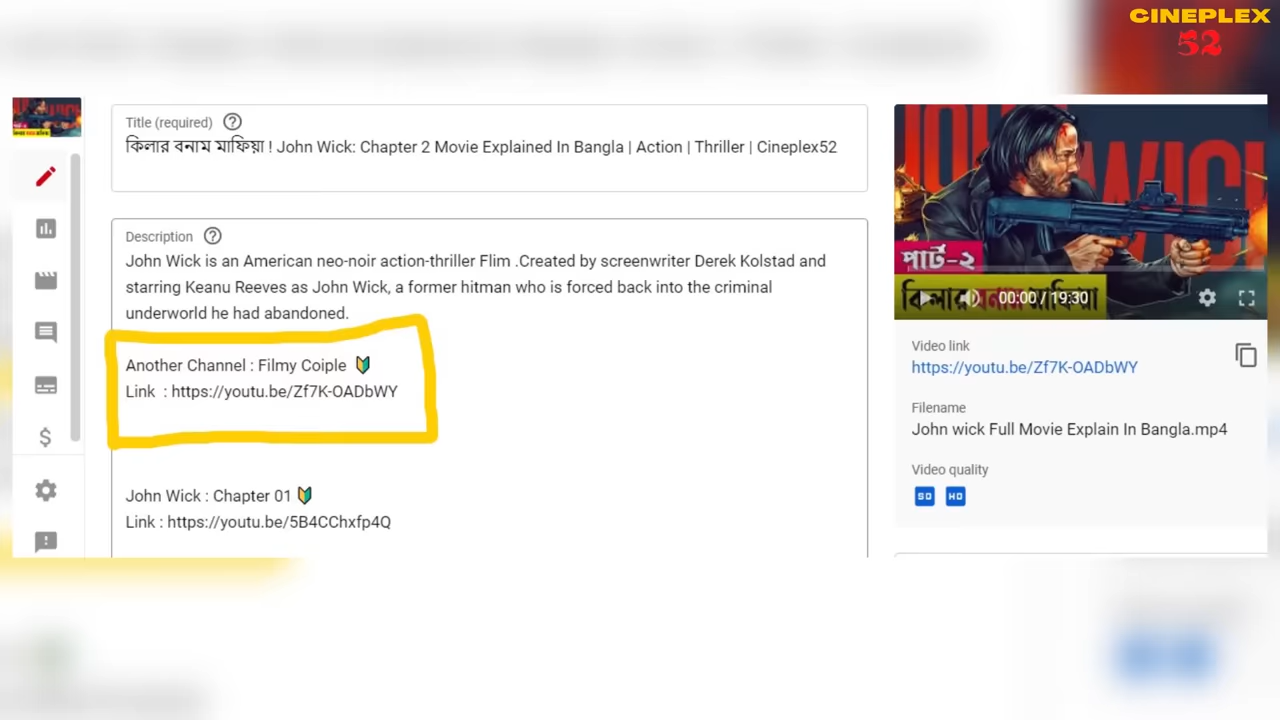 CINEPLEX
52
Title (required)
কিলার বনাম মাফিয়া ! John Wick: Chapter 2 Movie Explained In Bangla | Action | Thriller | Cineplex52
Description
John Wick is an American neo-noir action-thriller Flim .Created by screenwriter Derek Kolstad and
starring Keanu Reeves as John Wick, a former hitman who is forced back into the criminal
underworld he had abandoned.
Another Channel : Filmy Coiple
Link : https://youtu.be/Zf7K-OADbWY
John Wick : Chapter 01
Link : https://youtu.be/5B4CChxfp4Q
JOHN WICK
পার্ট-২
কিলার বনাম মাফিয়া
00:00 / 19:30
Video link
https://youtu.be/Zf7K-OADbWY
Filename
John wick Full Movie Explain In Bangla.mp4
Video quality
SD HD